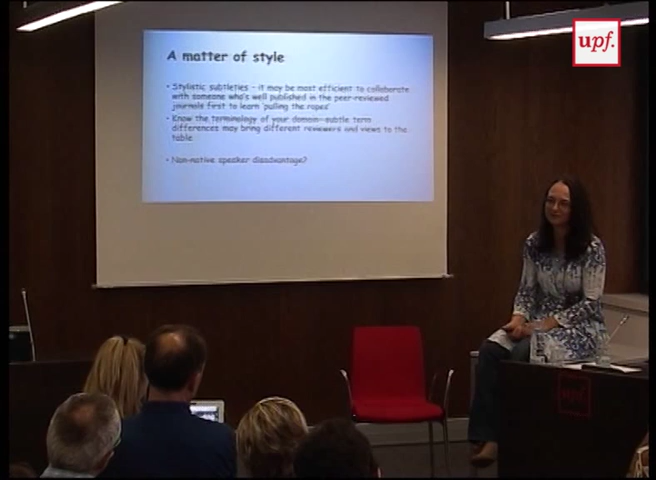 upf.
A matter of style
• Stylistic subtleties – it may be most efficient to collaborate
with someone who's well published in the peer-reviewed
journals first to learn 'pulling the ropes'
• Know the terminology of your domain—subtle term
differences may bring different reviewers and views to the
table
• Non-native speaker disadvantage?
upf.